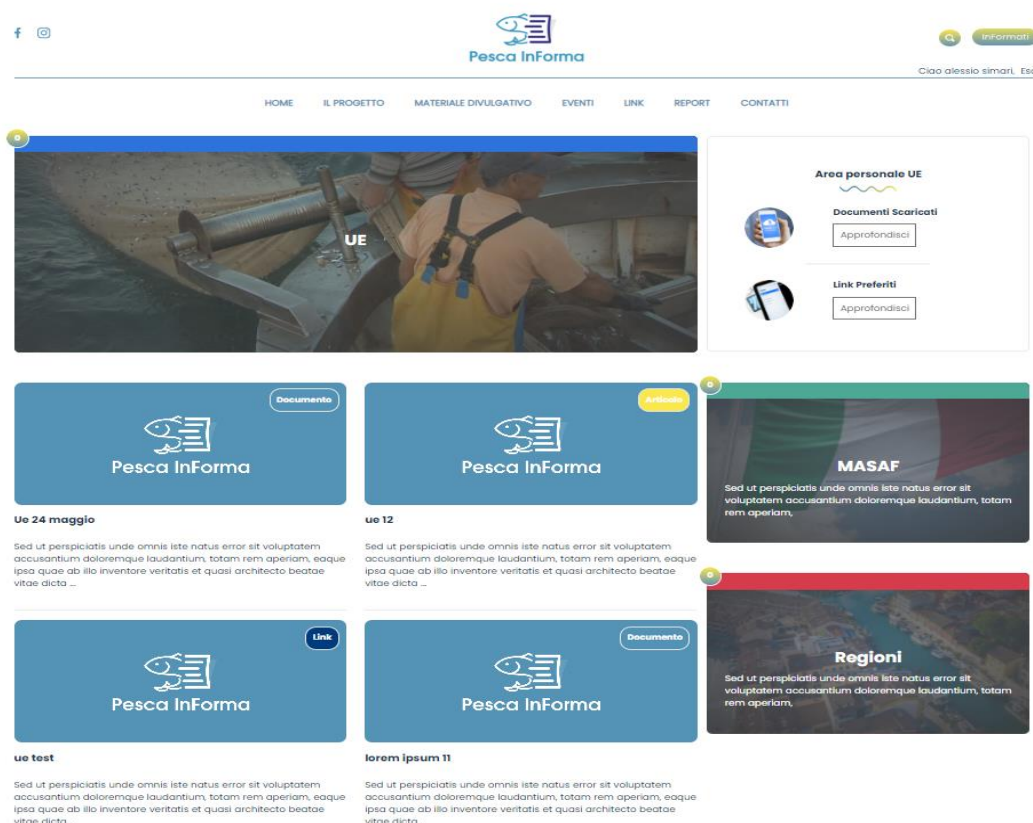 Pesca InForma
InFormati
Ciao alessio simari, Esc
HOME IL PROGETTO MATERIALE DIVULGATIVO EVENTI LINK REPORT CONTATTI
UE
Area personale UE
Documenti Scaricati
Approfondisci
Link Preferiti
Approfondisci
Documento
Pesca InForma
Ue 24 maggio
Sed ut perspiciatis unde omnis iste natus error sit voluptatem
accusantium doloremque laudantium, totam rem aperiam, eaque
ipsa quae ab illo inventore veritatis et quasi architecto beatae
vitae dicta ...
Articolo
Pesca InForma
ue 12
Sed ut perspiciatis unde omnis iste natus error sit voluptatem
accusantium doloremque laudantium, totam rem aperiam, eaque
ipsa quae ab illo inventore veritatis et quasi architecto beatae
vitae dicta ...
MASAF
Sed ut perspiciatis unde omnis iste natus error sit
voluptatem accusantium doloremque laudantium, totam
rem aperiam,
Regioni
Sed ut perspiciatis unde omnis iste natus error sit
voluptatem accusantium doloremque laudantium, totam
rem aperiam,
Link
Pesca InForma
ue test
Sed ut perspiciatis unde omnis iste natus error sit voluptatem
accusantium doloremque laudantium, totam rem aperiam, eaque
ipsa quae ab illo inventore veritatis et quasi architecto beatae
vitae dicta
Documento
Pesca InForma
lorem ipsum 11
Sed ut perspiciatis unde omnis iste natus error sit voluptatem
accusantium doloremque laudantium, totam rem aperiam, eaque
ipsa quae ab illo inventore veritatis et quasi architecto beatae
vitae dicta